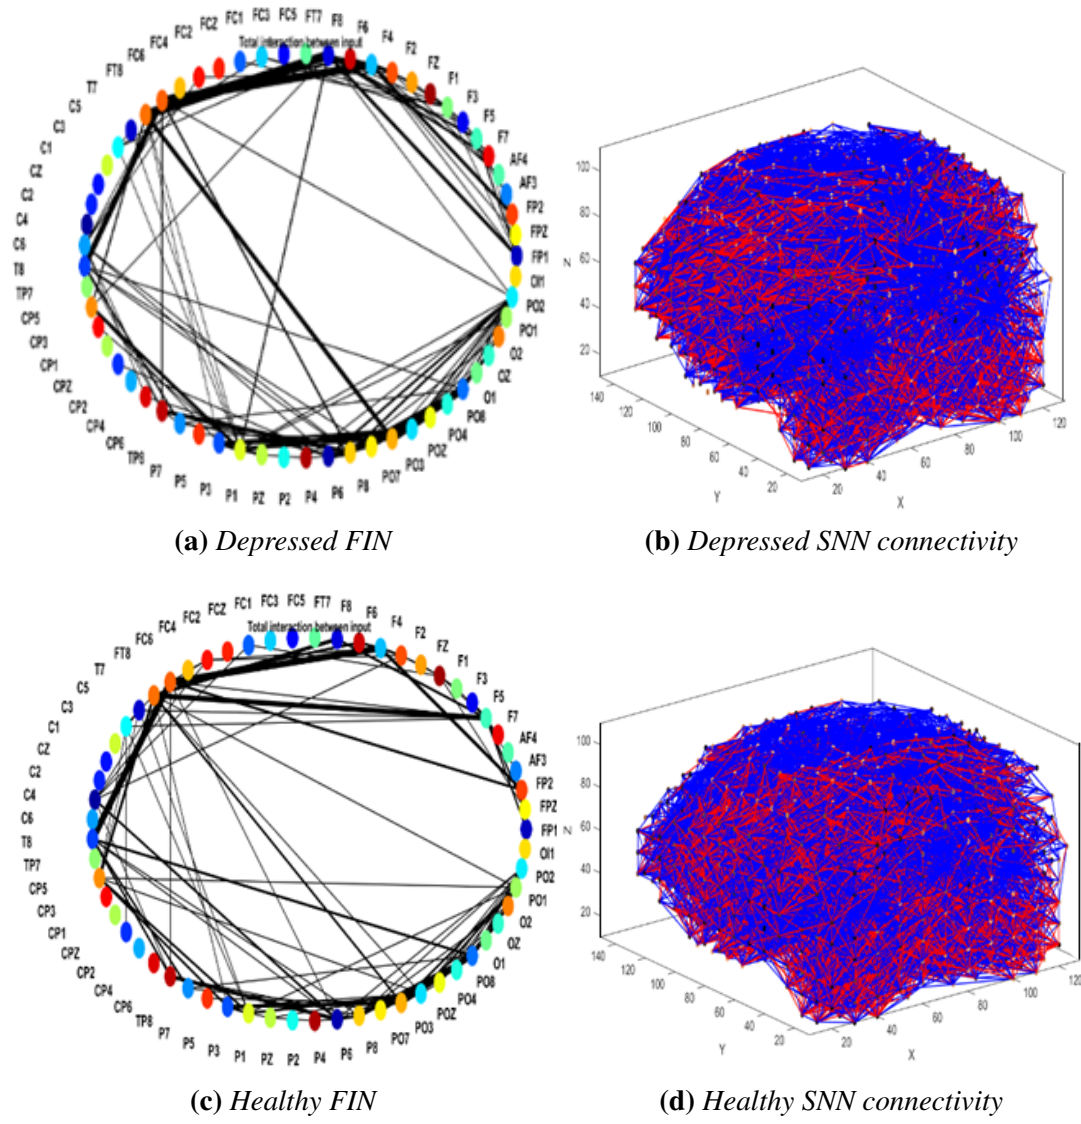 FCZ FC1 FC3 FC5 FT7 F8 F6 F4 F2 FZ F1 F3 F5 F7 AF4 AF3 FP2 FPZ FP1 OI1 PO2 PO1 O2 OZ O1 PO8 PO4 POZ PO3 PO7 P8 P6 P4 P2 PZ P1 P3 P5 P7 TP8 CP6 CP4 CP2 CPZ CP1 CP3 CP5 TP7 T8 C6 C4 C2 CZ C1 C3 C5 T7 FT8 FC6 FC4 FC2
Total interaction between input
100
80
60
Z
40
20
140
120
100
80
60
40
20
Y
20
40
60
80
100
120
X
(a) Depressed FIN
(b) Depressed SNN connectivity
FCZ FC1 FC3 FC5 FT7 F8 F6 F4 F2 FZ F1 F3 F5 F7 AF4 AF3 FP2 FPZ FP1 OI1 PO2 PO1 O2 OZ O1 PO8 PO4 POZ PO3 PO7 P8 P6 P4 P2 PZ P1 P3 P5 P7 TP8 CP6 CP4 CP2 CPZ CP1 CP3 CP5 TP7 T8 C6 C4 C2 CZ C1 C3 C5 T7 FT8 FC6 FC4 FC2
Total interaction between input
100
80
60
Z
40
20
140
120
100
80
60
40
20
Y
20
40
60
80
100
120
X
(c) Healthy FIN
(d) Healthy SNN connectivity